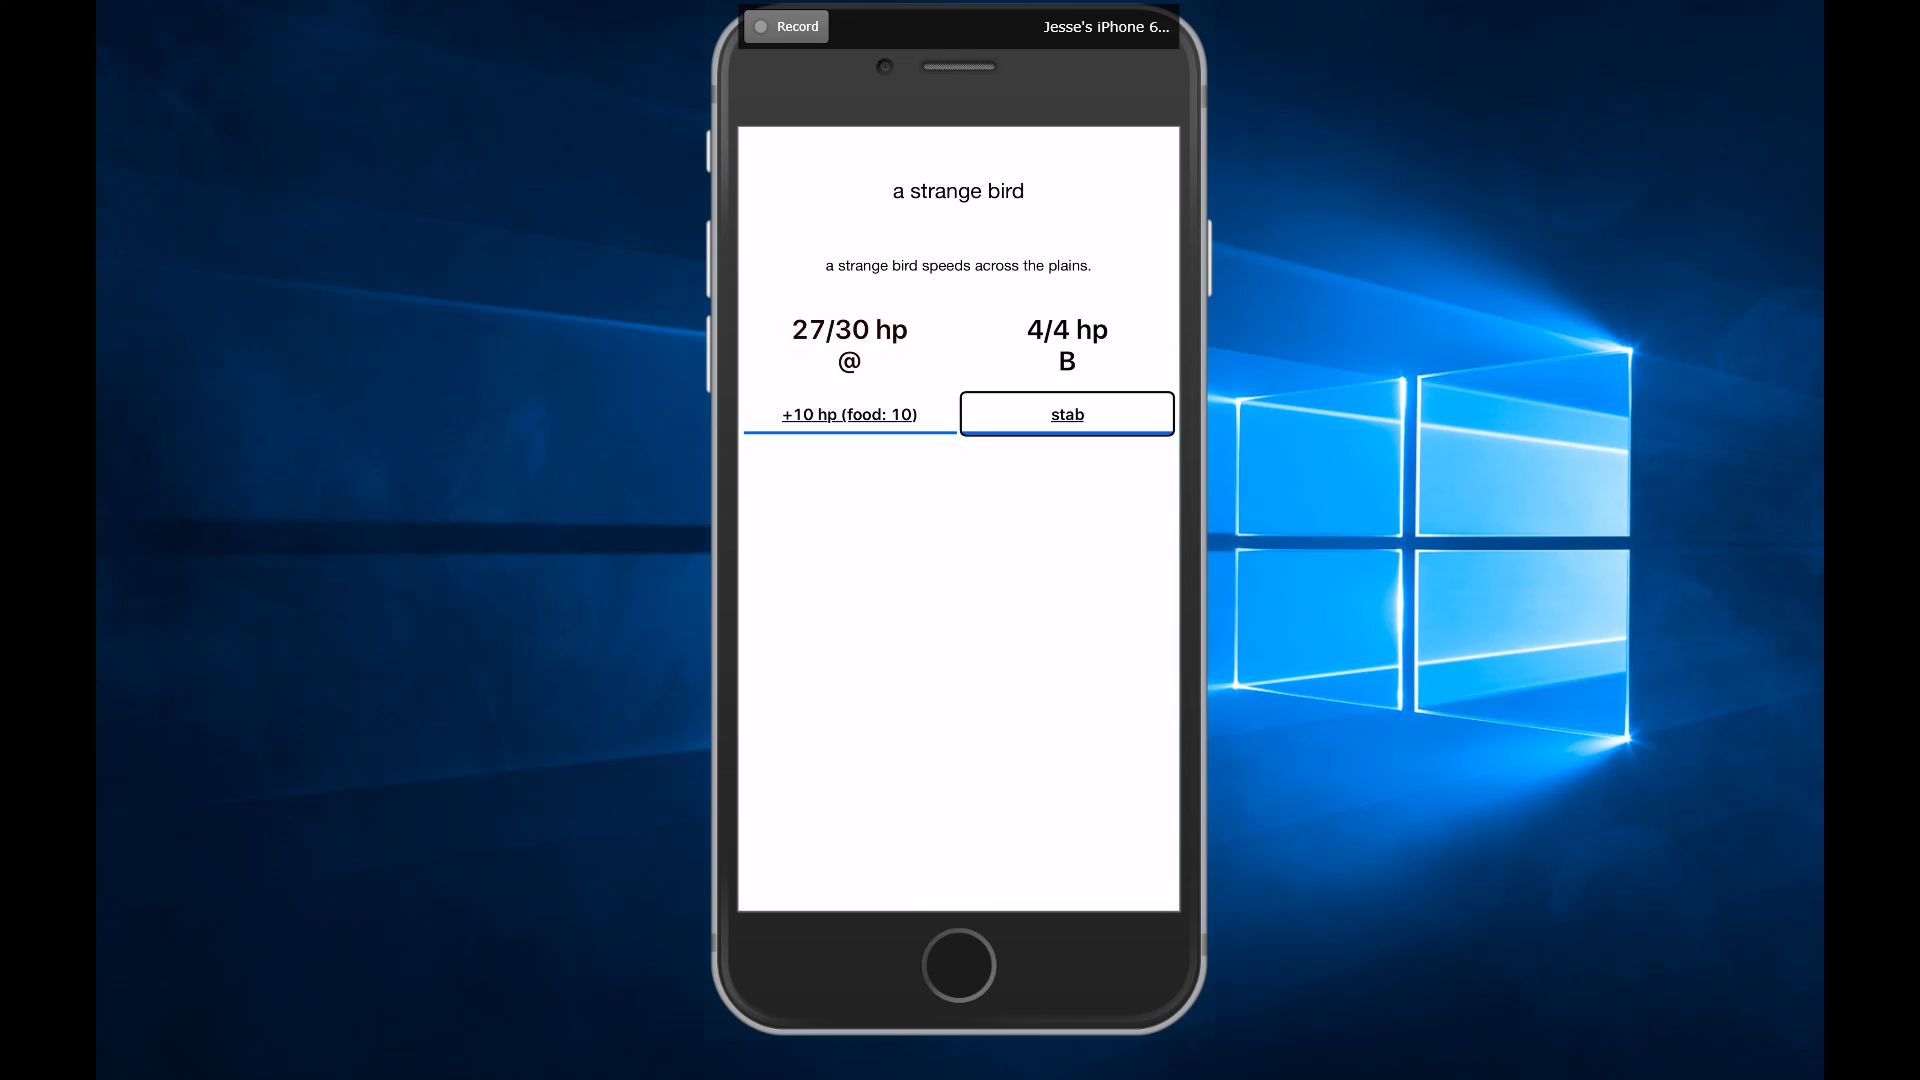 Record
Jesse's iPhone 6...
a strange bird
a strange bird speeds across the plains.
27/30 hp
@
4/4 hp
B
+10 hp (food: 10)
stab